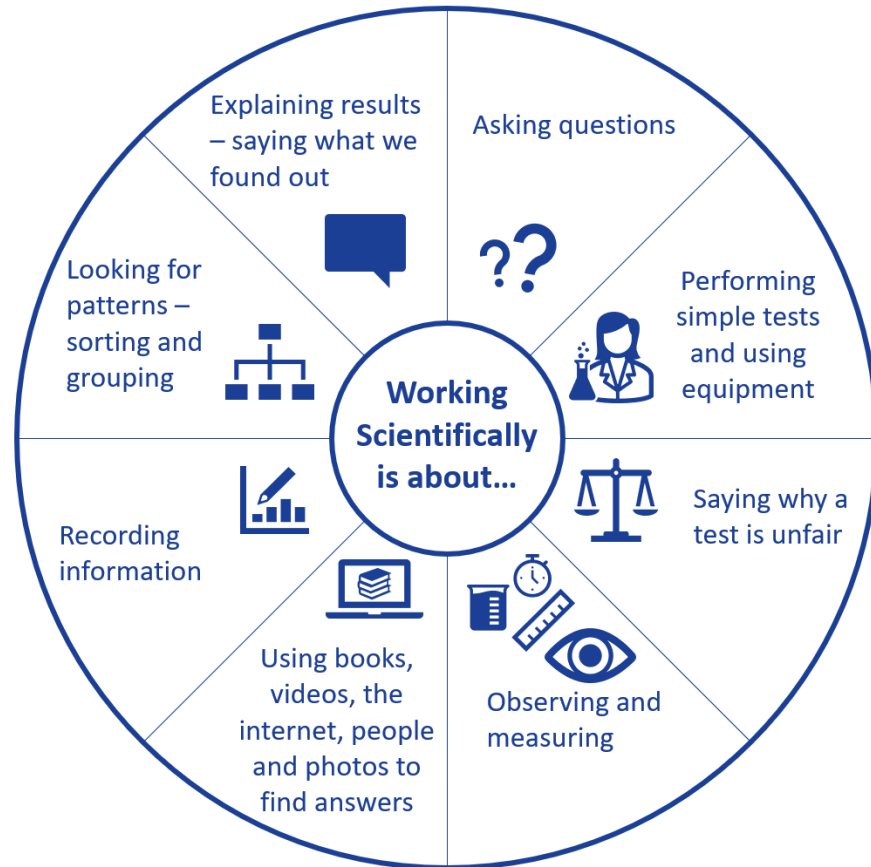 Working
Scientifically
is about…
Asking questions
??
Performing
simple tests
and using
equipment
Saying why a
test is unfair
Observing and
measuring
Using books,
videos, the
internet, people
and photos to
find answers
Recording
information
Looking for
patterns –
sorting and
grouping
Explaining results
– saying what we
found out